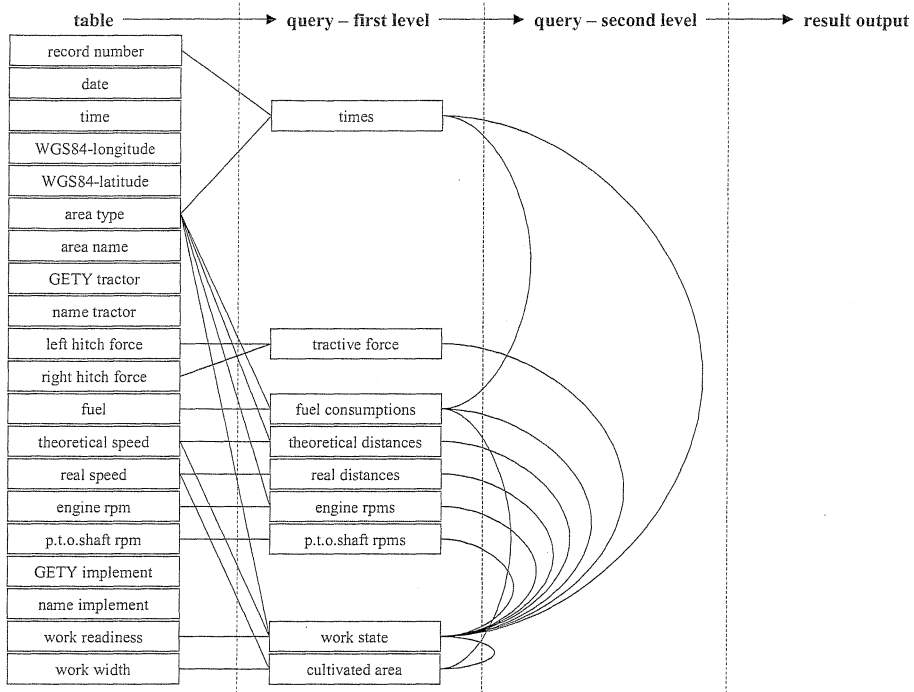 table
query – first level
query – second level
result output
record number
date
time
WGS84-longitude
WGS84-latitude
area type
area name
GETY tractor
name tractor
left hitch force
right hitch force
fuel
theoretical speed
real speed
engine rpm
p.t.o.shaft rpm
GETY implement
name implement
work readiness
work width
times
tractive force
fuel consumptions
theoretical distances
real distances
engine rpms
p.t.o.shaft rpms
work state
cultivated area